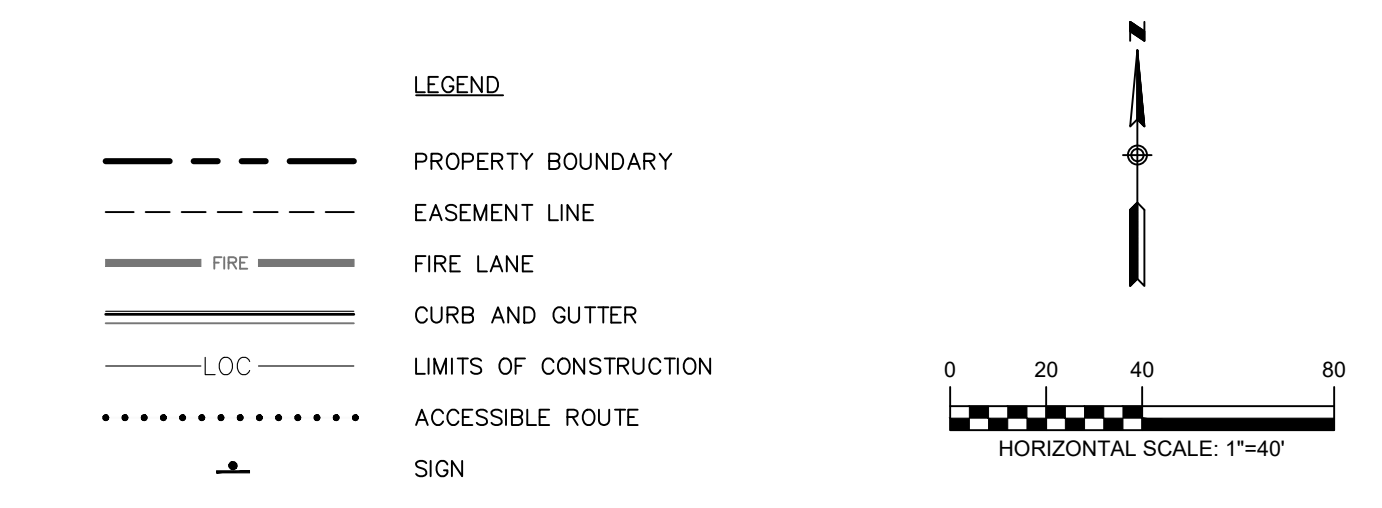 LEGEND
PROPERTY BOUNDARY
EASEMENT LINE
FIRE FIRE LANE
CURB AND GUTTER
LOC LIMITS OF CONSTRUCTION
ACCESSIBLE ROUTE
SIGN
N
0 20 40 80
HORIZONTAL SCALE: 1"=40'